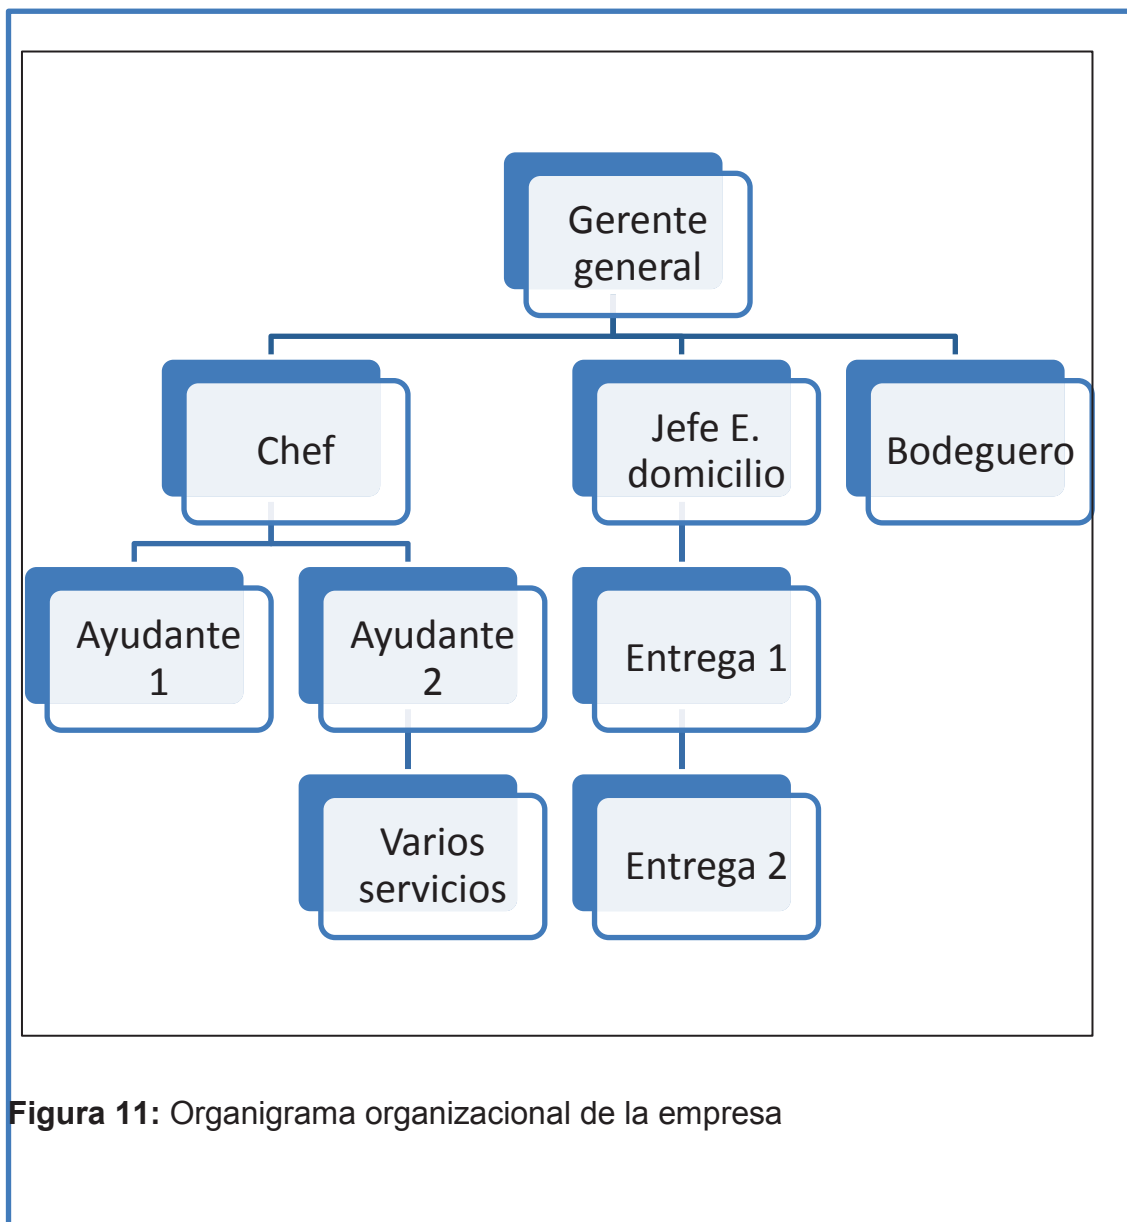 Gerente
general
Chef
Jefe E.
domicilio
Bodeguero
Ayudante
1
Ayudante
2
Entrega 1
Varios
servicios
Entrega 2
Figura 11: Organigrama organizacional de la empresa